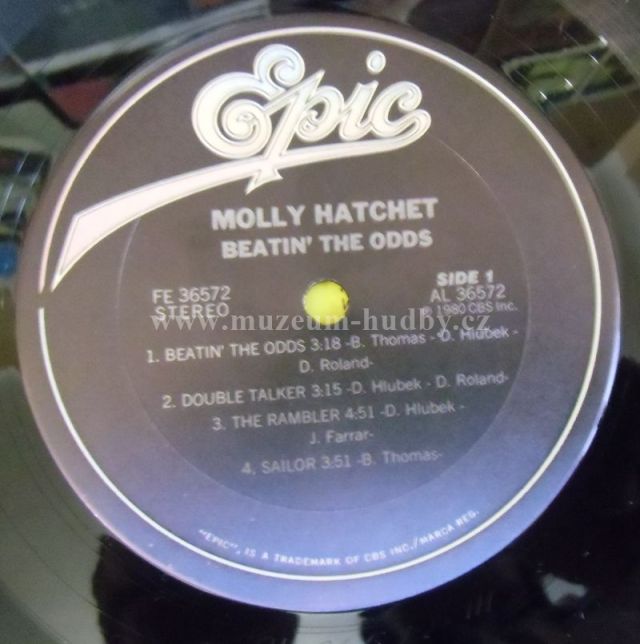 Epic
MOLLY HATCHET
BEATIN' THE ODDS
FE 36572
STEREO
SIDE 1
AL 36572
℗ 1980 CBS Inc.
www.muzeum-hudby.cz
1. BEATIN' THE ODDS 3:18 -B. Thomas - D. Hlubek -
D. Roland-
2. DOUBLE TALKER 3:15 -D. Hlubek - D. Roland-
3. THE RAMBLER 4:51 -D. Hlubek -
J. Farrar-
4. SAILOR 3:51 -B. Thomas-
"EPIC", IS A TRADEMARK OF CBS INC./MARCA REG.